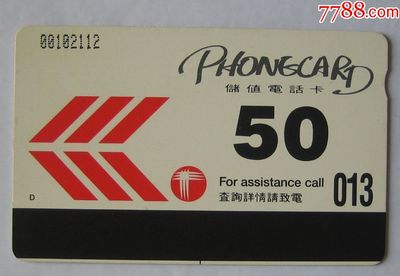 7788.com
00102112
PHONECARD
儲值電話卡
50
For assistance call 013
查詢詳情請致電
D